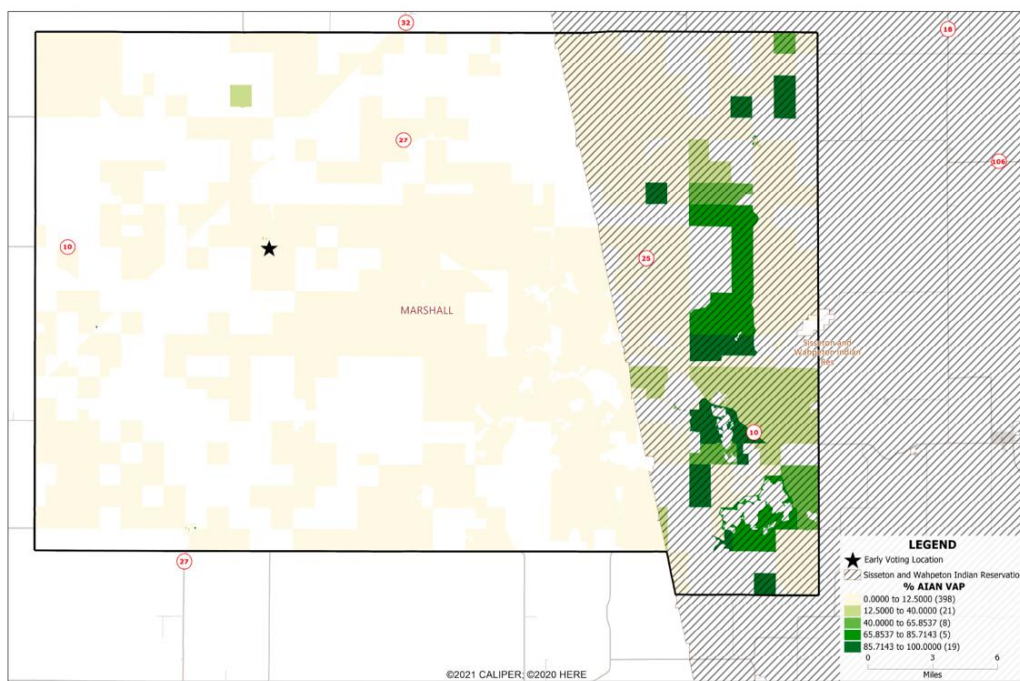 32
18
27
106
10
25
MARSHALL
Sisseton and
Wahpeton Indian
10
27
LEGEND
Early Voting Location
Sisseton and Wahpeton Indian Reservatio
% AIAN VAP
0.0000 to 12.5000 (398)
12.5000 to 40.0000 (21)
40.0000 to 65.8537 (8)
65.8537 to 85.7143 (5)
85.7143 to 100.0000 (19)
0 3 6
Miles
©2021 CALIPER; ©2020 HERE